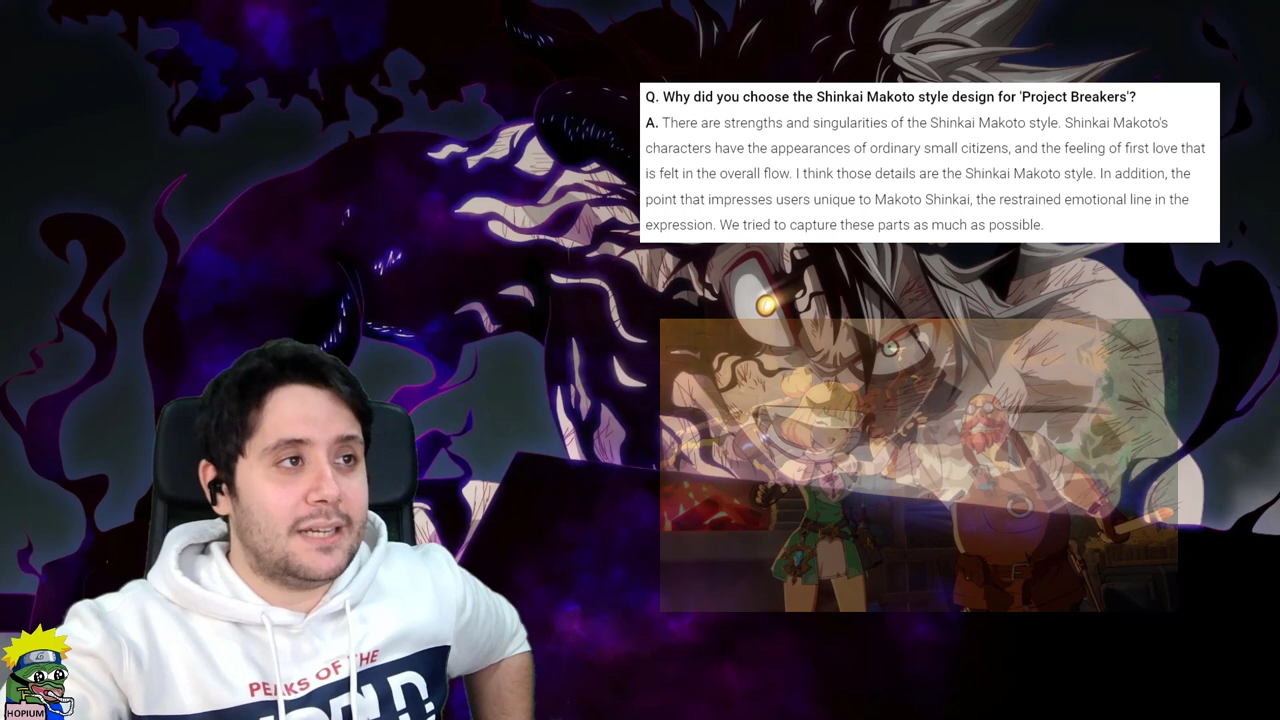 Q. Why did you choose the Shinkai Makoto style design for 'Project Breakers'?
A. There are strengths and singularities of the Shinkai Makoto style. Shinkai Makoto's
characters have the appearances of ordinary small citizens, and the feeling of first love that
is felt in the overall flow. I think those details are the Shinkai Makoto style. In addition, the
point that impresses users unique to Makoto Shinkai, the restrained emotional line in the
expression. We tried to capture these parts as much as possible.
PEAKS OF THE
HOPIUM